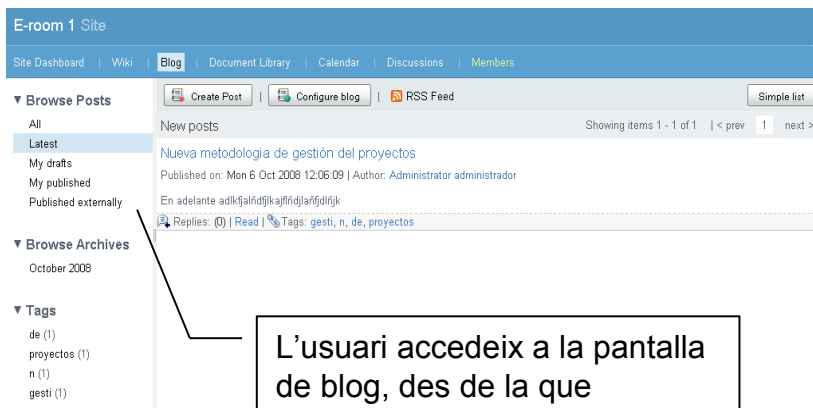 E-room 1 Site
Site Dashboard | Wiki | Blog | Document Library | Calendar | Discussions | Members
▼ Browse Posts
All
Latest
My drafts
My published
Published externally
▼ Browse Archives
October 2008
▼ Tags
de (1)
proyectos (1)
n (1)
gesti (1)
Create Post | Configure blog | RSS Feed
Simple list
New posts
Showing items 1 - 1 of 1 | < prev 1 next >
Nueva metodologia de gestión del proyectos
Published on: Mon 6 Oct 2008 12:06:09 | Author: Administrator administrador
En adelante adlkfjalñdfjlkajflñdjlañfjdlñjk
Replies: (0) | Read | Tags: gesti, n, de, proyectos
L'usuari accedeix a la pantalla
de blog, des de la que